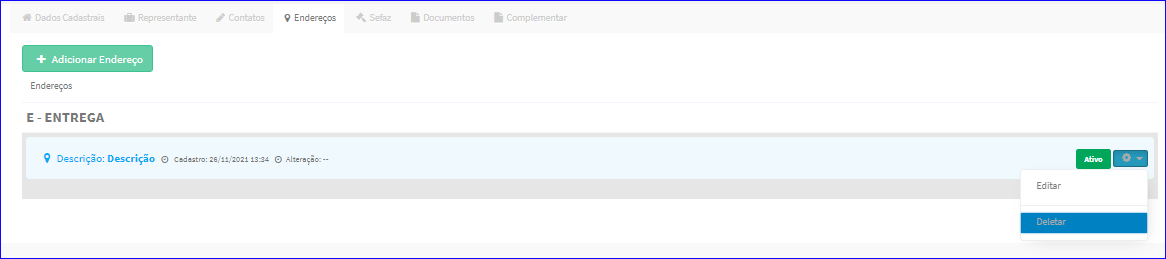 Dados Cadastrais Representante Contatos Endereços Sefaz Documentos Complementar
+ Adicionar Endereço
Endereços
E - ENTREGA
Descrição: Descrição Cadastro: 26/11/2021 13:34 Alteração: -- Ativo
Editar
Deletar